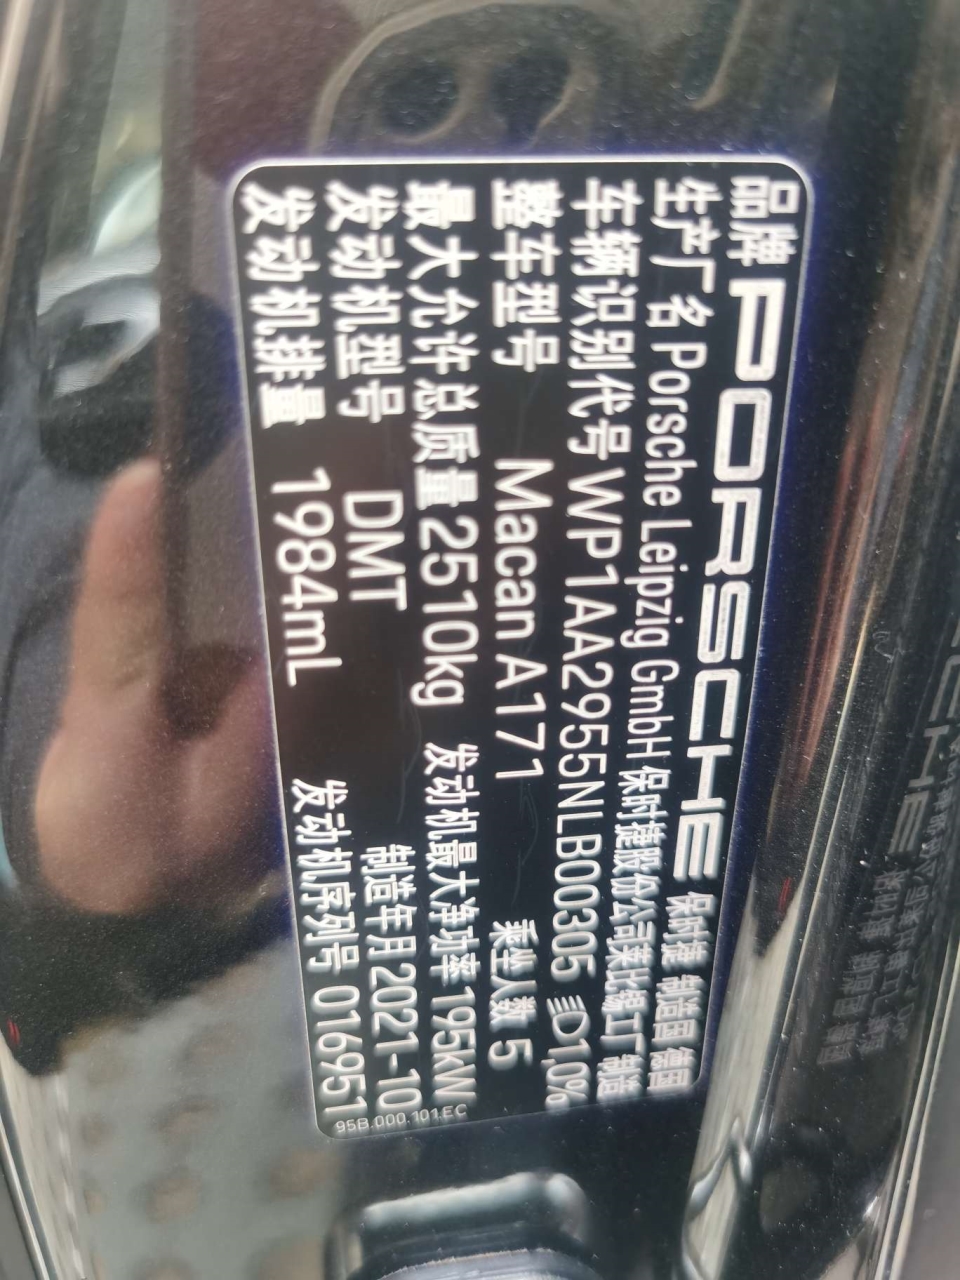 品牌 PORSCHE 保时捷 制造国 德国
生产厂名 Porsche Leipzig GmbH 保时捷股份公司莱比锡工厂 制造
车辆识别代号 WP1AA2955NLB00305 1,0%
整车型号 Macan A171 乘坐人数 5
最大允许总质量 2510kg 发动机最大净功率 195kW
发动机型号 DMT 制造年月 2021-10
发动机排量 1984mL 发动机序列号 016951
95B.000.101.EC